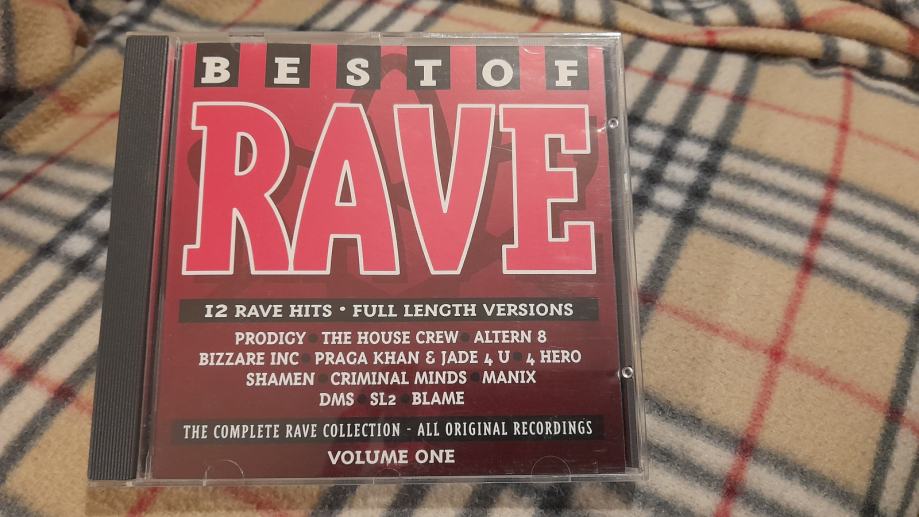 BEST OF
RAVE
12 RAVE HITS • FULL LENGTH VERSIONS
PRODIGY • THE HOUSE CREW • ALTERN 8
BIZZARE INC • PRAGA KHAN & JADE 4 U • 4 HERO
SHAMEN • CRIMINAL MINDS • MANIX
DMS • SL2 • BLAME
THE COMPLETE RAVE COLLECTION - ALL ORIGINAL RECORDINGS
VOLUME ONE